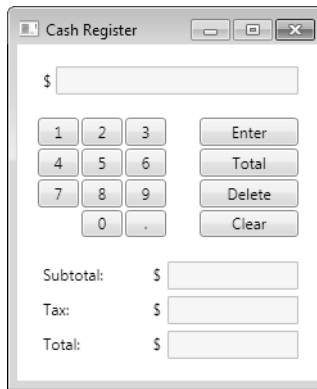 Cash Register
$
1 2 3 Enter
4 5 6 Total
7 8 9 Delete
0 . Clear
Subtotal: $
Tax: $
Total: $